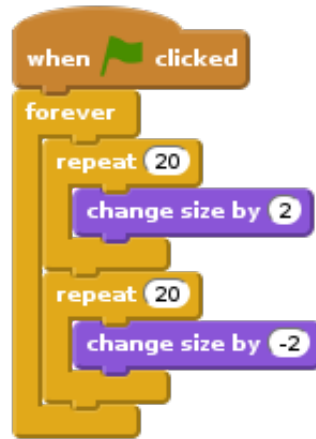 when clicked
forever
repeat 20
change size by 2
repeat 20
change size by -2